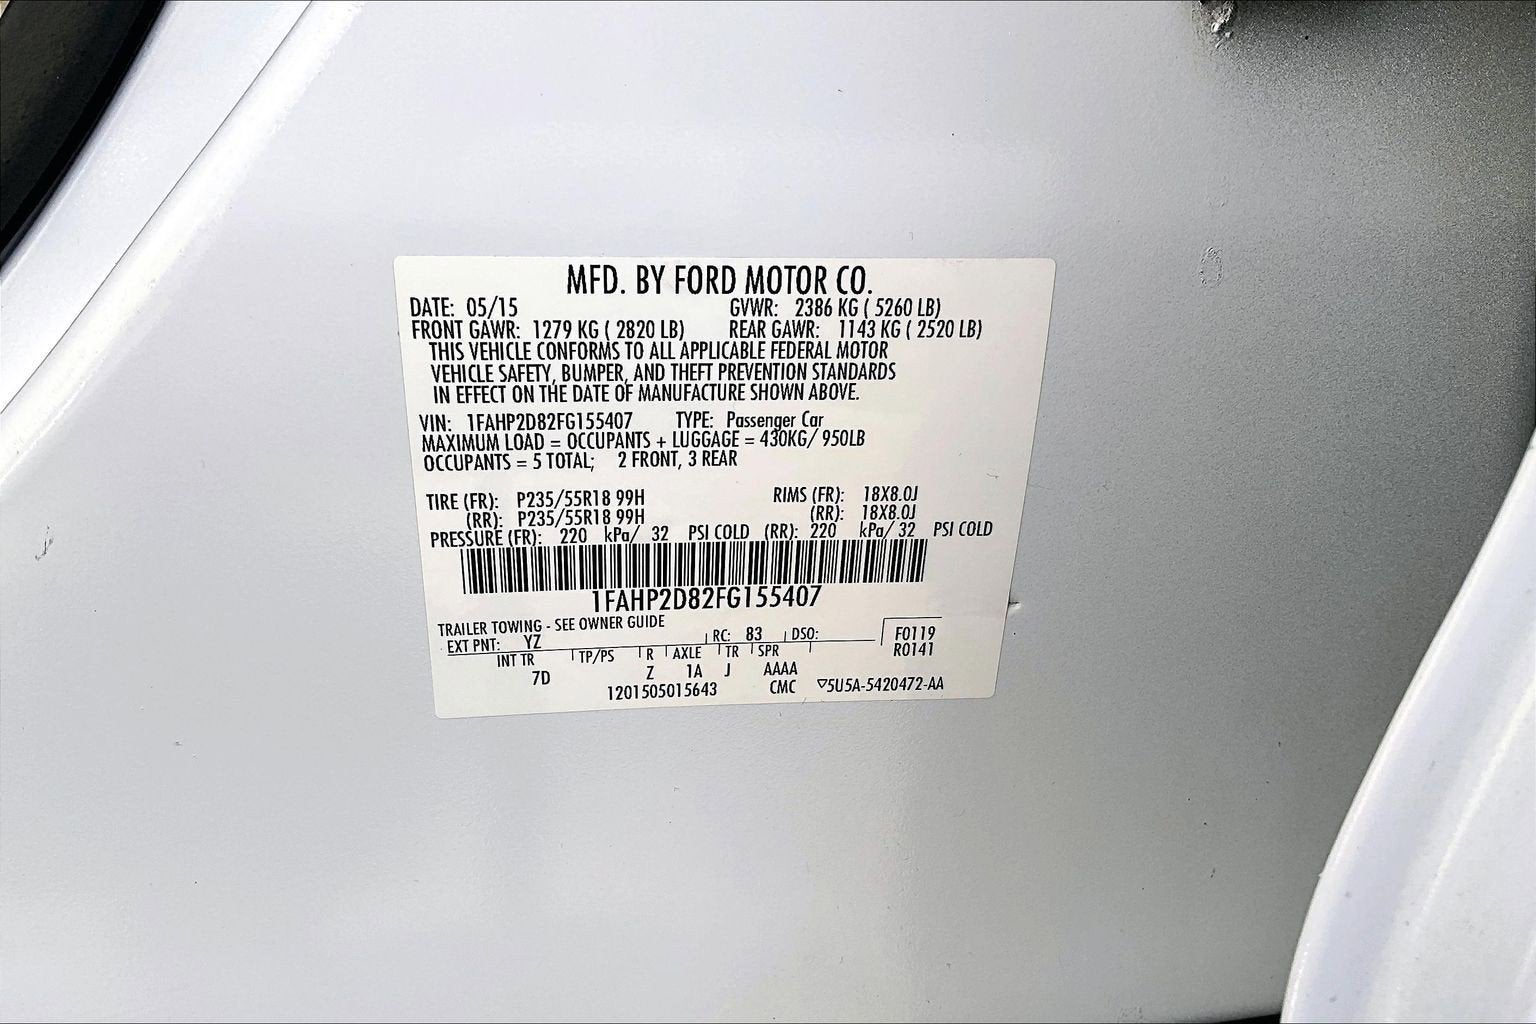 MFD. BY FORD MOTOR CO.
DATE: 05/15 GVWR: 2386 KG ( 5260 LB)
FRONT GAWR: 1279 KG ( 2820 LB) REAR GAWR: 1143 KG ( 2520 LB)
THIS VEHICLE CONFORMS TO ALL APPLICABLE FEDERAL MOTOR
VEHICLE SAFETY, BUMPER, AND THEFT PREVENTION STANDARDS
IN EFFECT ON THE DATE OF MANUFACTURE SHOWN ABOVE.
VIN: 1FAHP2D82FG155407 TYPE: Passenger Car
MAXIMUM LOAD = OCCUPANTS + LUGGAGE = 430KG/ 950LB
OCCUPANTS = 5 TOTAL; 2 FRONT, 3 REAR
TIRE (FR): P235/55R18 99H RIMS (FR): 18X8.0J
(RR): P235/55R18 99H (RR): 18X8.0J
PRESSURE (FR): 220 kPa/ 32 PSI COLD (RR): 220 kPa/ 32 PSI COLD
1FAHP2D82FG155407
TRAILER TOWING - SEE OWNER GUIDE
EXT PNT: YZ RC: 83 DSO: F0119
R0141
INT TR TP/PS R AXLE TR SPR
7D Z 1A J AAAA
1201505015643 CMC ▽5U5A-5420472-AA